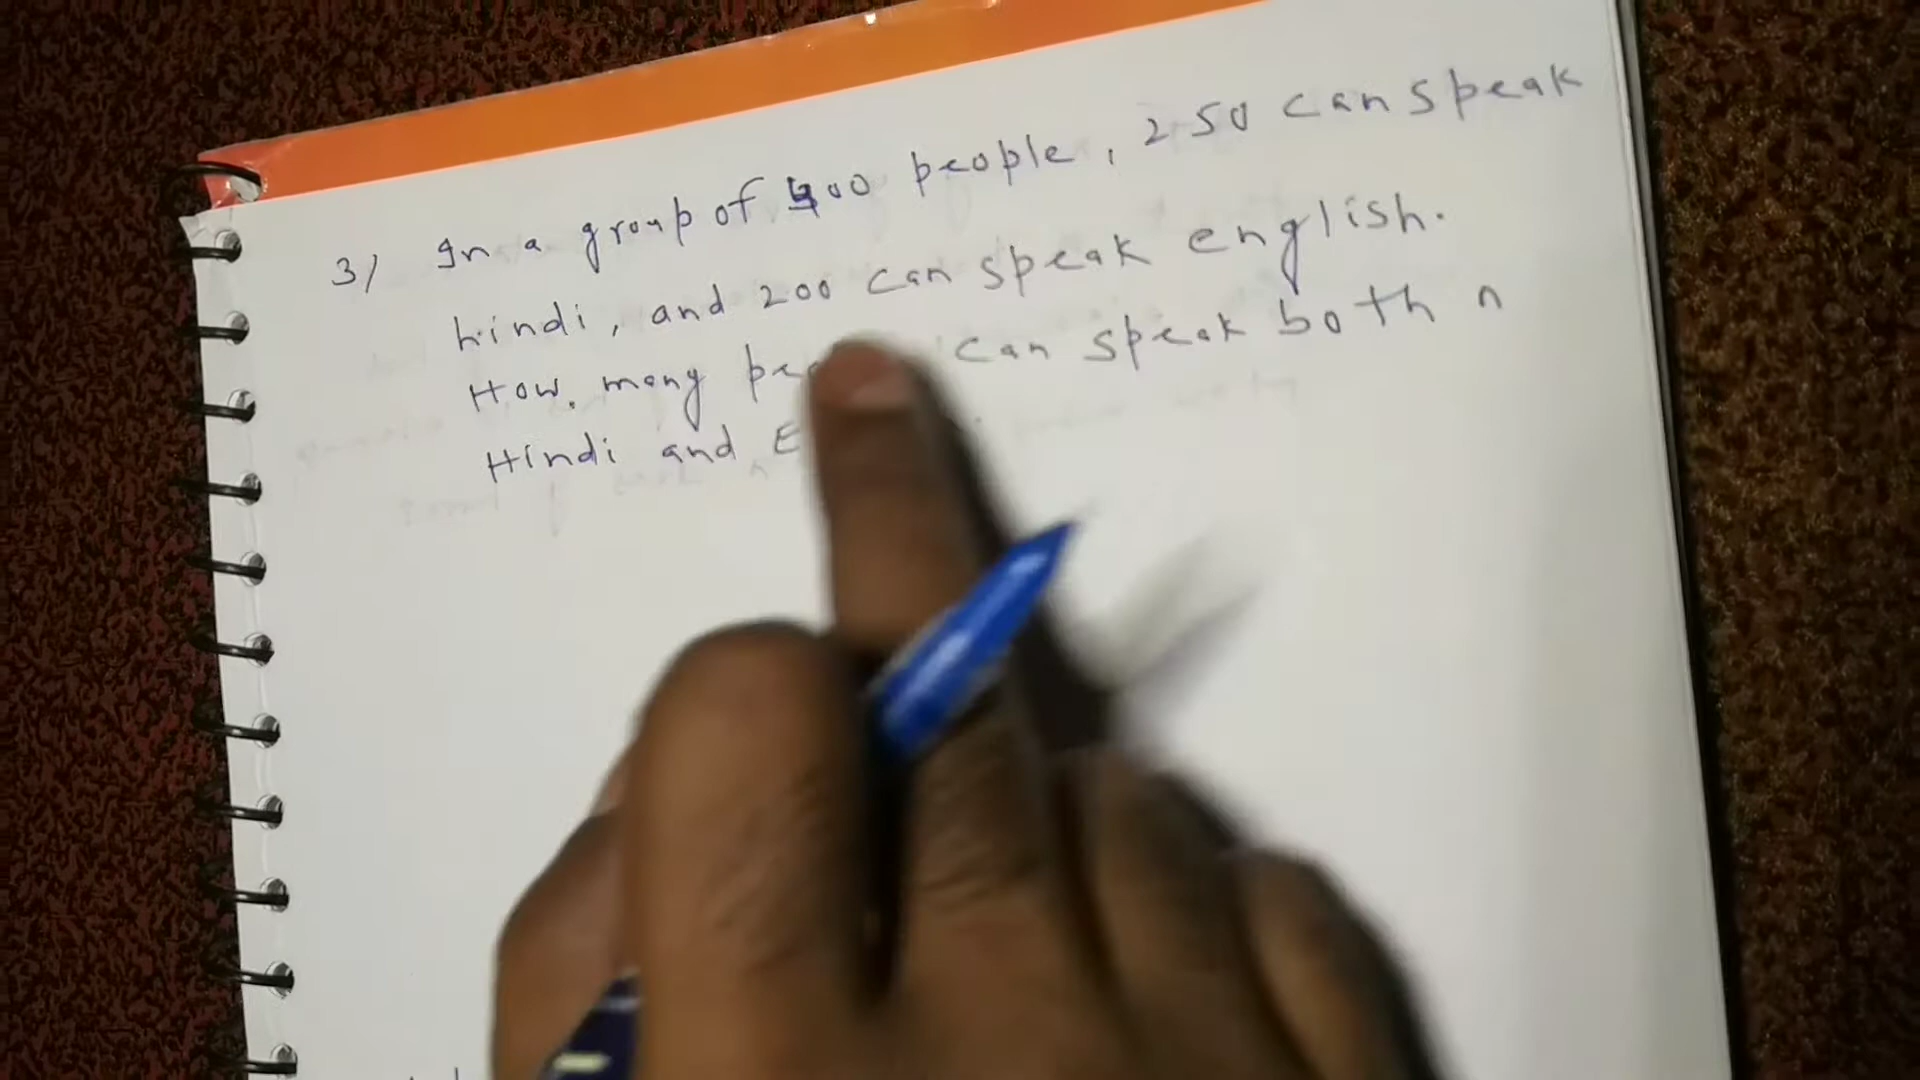 3/ In a group of 400 people, 250 can speak
hindi, and 200 can speak english.
How many can speak both
Hindi and